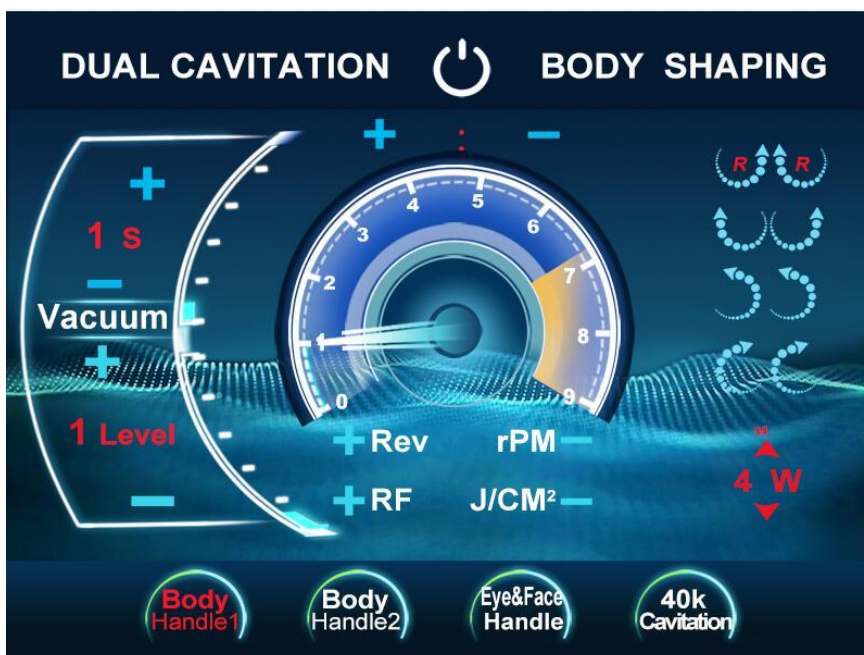 DUAL CAVITATION
BODY SHAPING
+ : −
+
1 S
−
Vacuum
+
1 Level
−
0
1
2
3
4
5
6
7
8
9
R R
+ Rev rPM −
+ RF J/CM² −
4 W
Body
Handle1
Body
Handle2
Eye&Face
Handle
40k
Cavitation